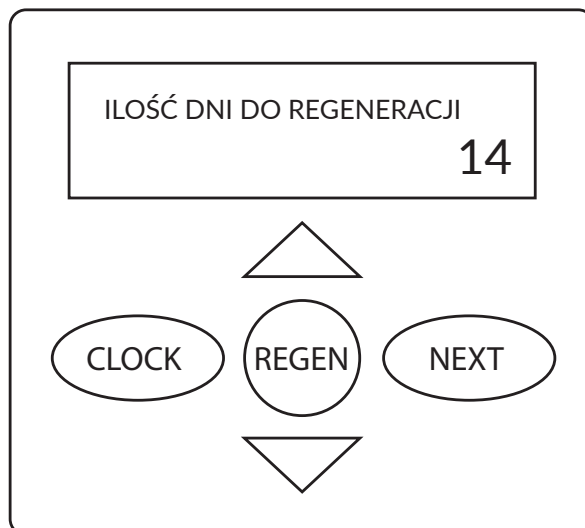 ILOŚĆ DNI DO REGENERACJI
14
CLOCK
REGEN
NEXT